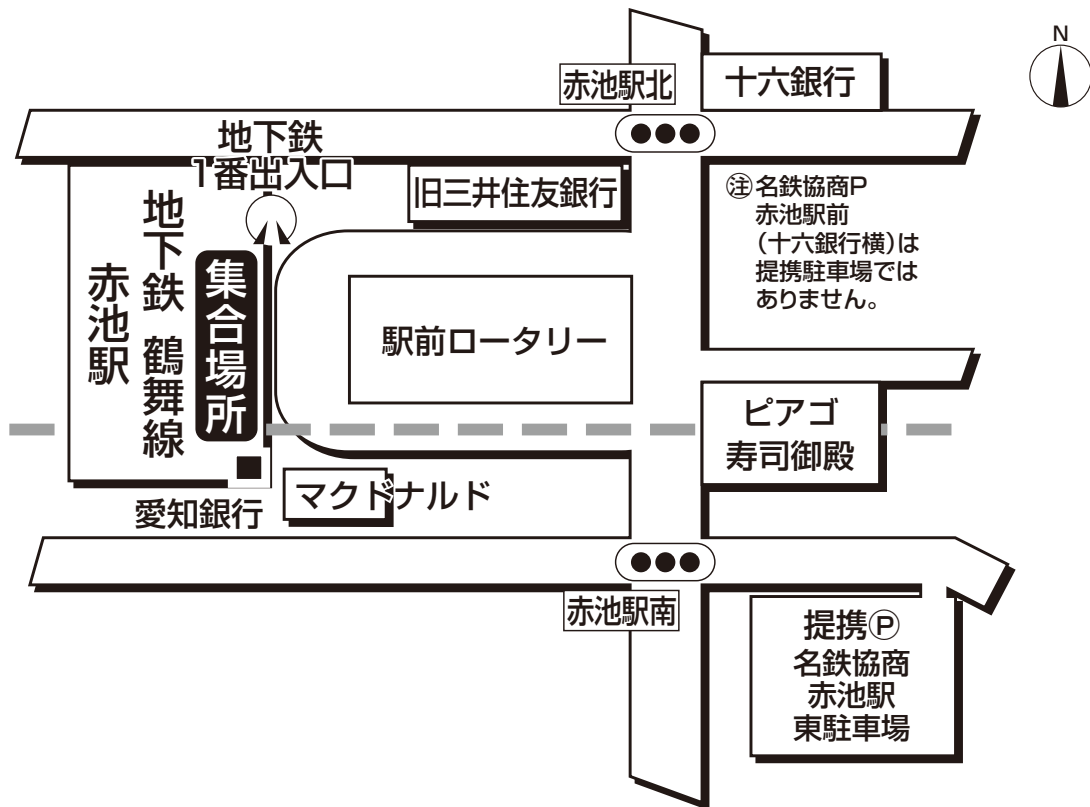 N
赤池駅北
十六銀行
地下鉄
1番出入口
旧三井住友銀行
㊟名鉄協商P
赤池駅前
(十六銀行横)は
提携駐車場では
ありません。
地下鉄 鶴舞線
赤池駅
集合場所
駅前ロータリー
ピアゴ
寿司御殿
マクドナルド
愛知銀行
赤池駅南
提携Ⓟ
名鉄協商
赤池駅
東駐車場